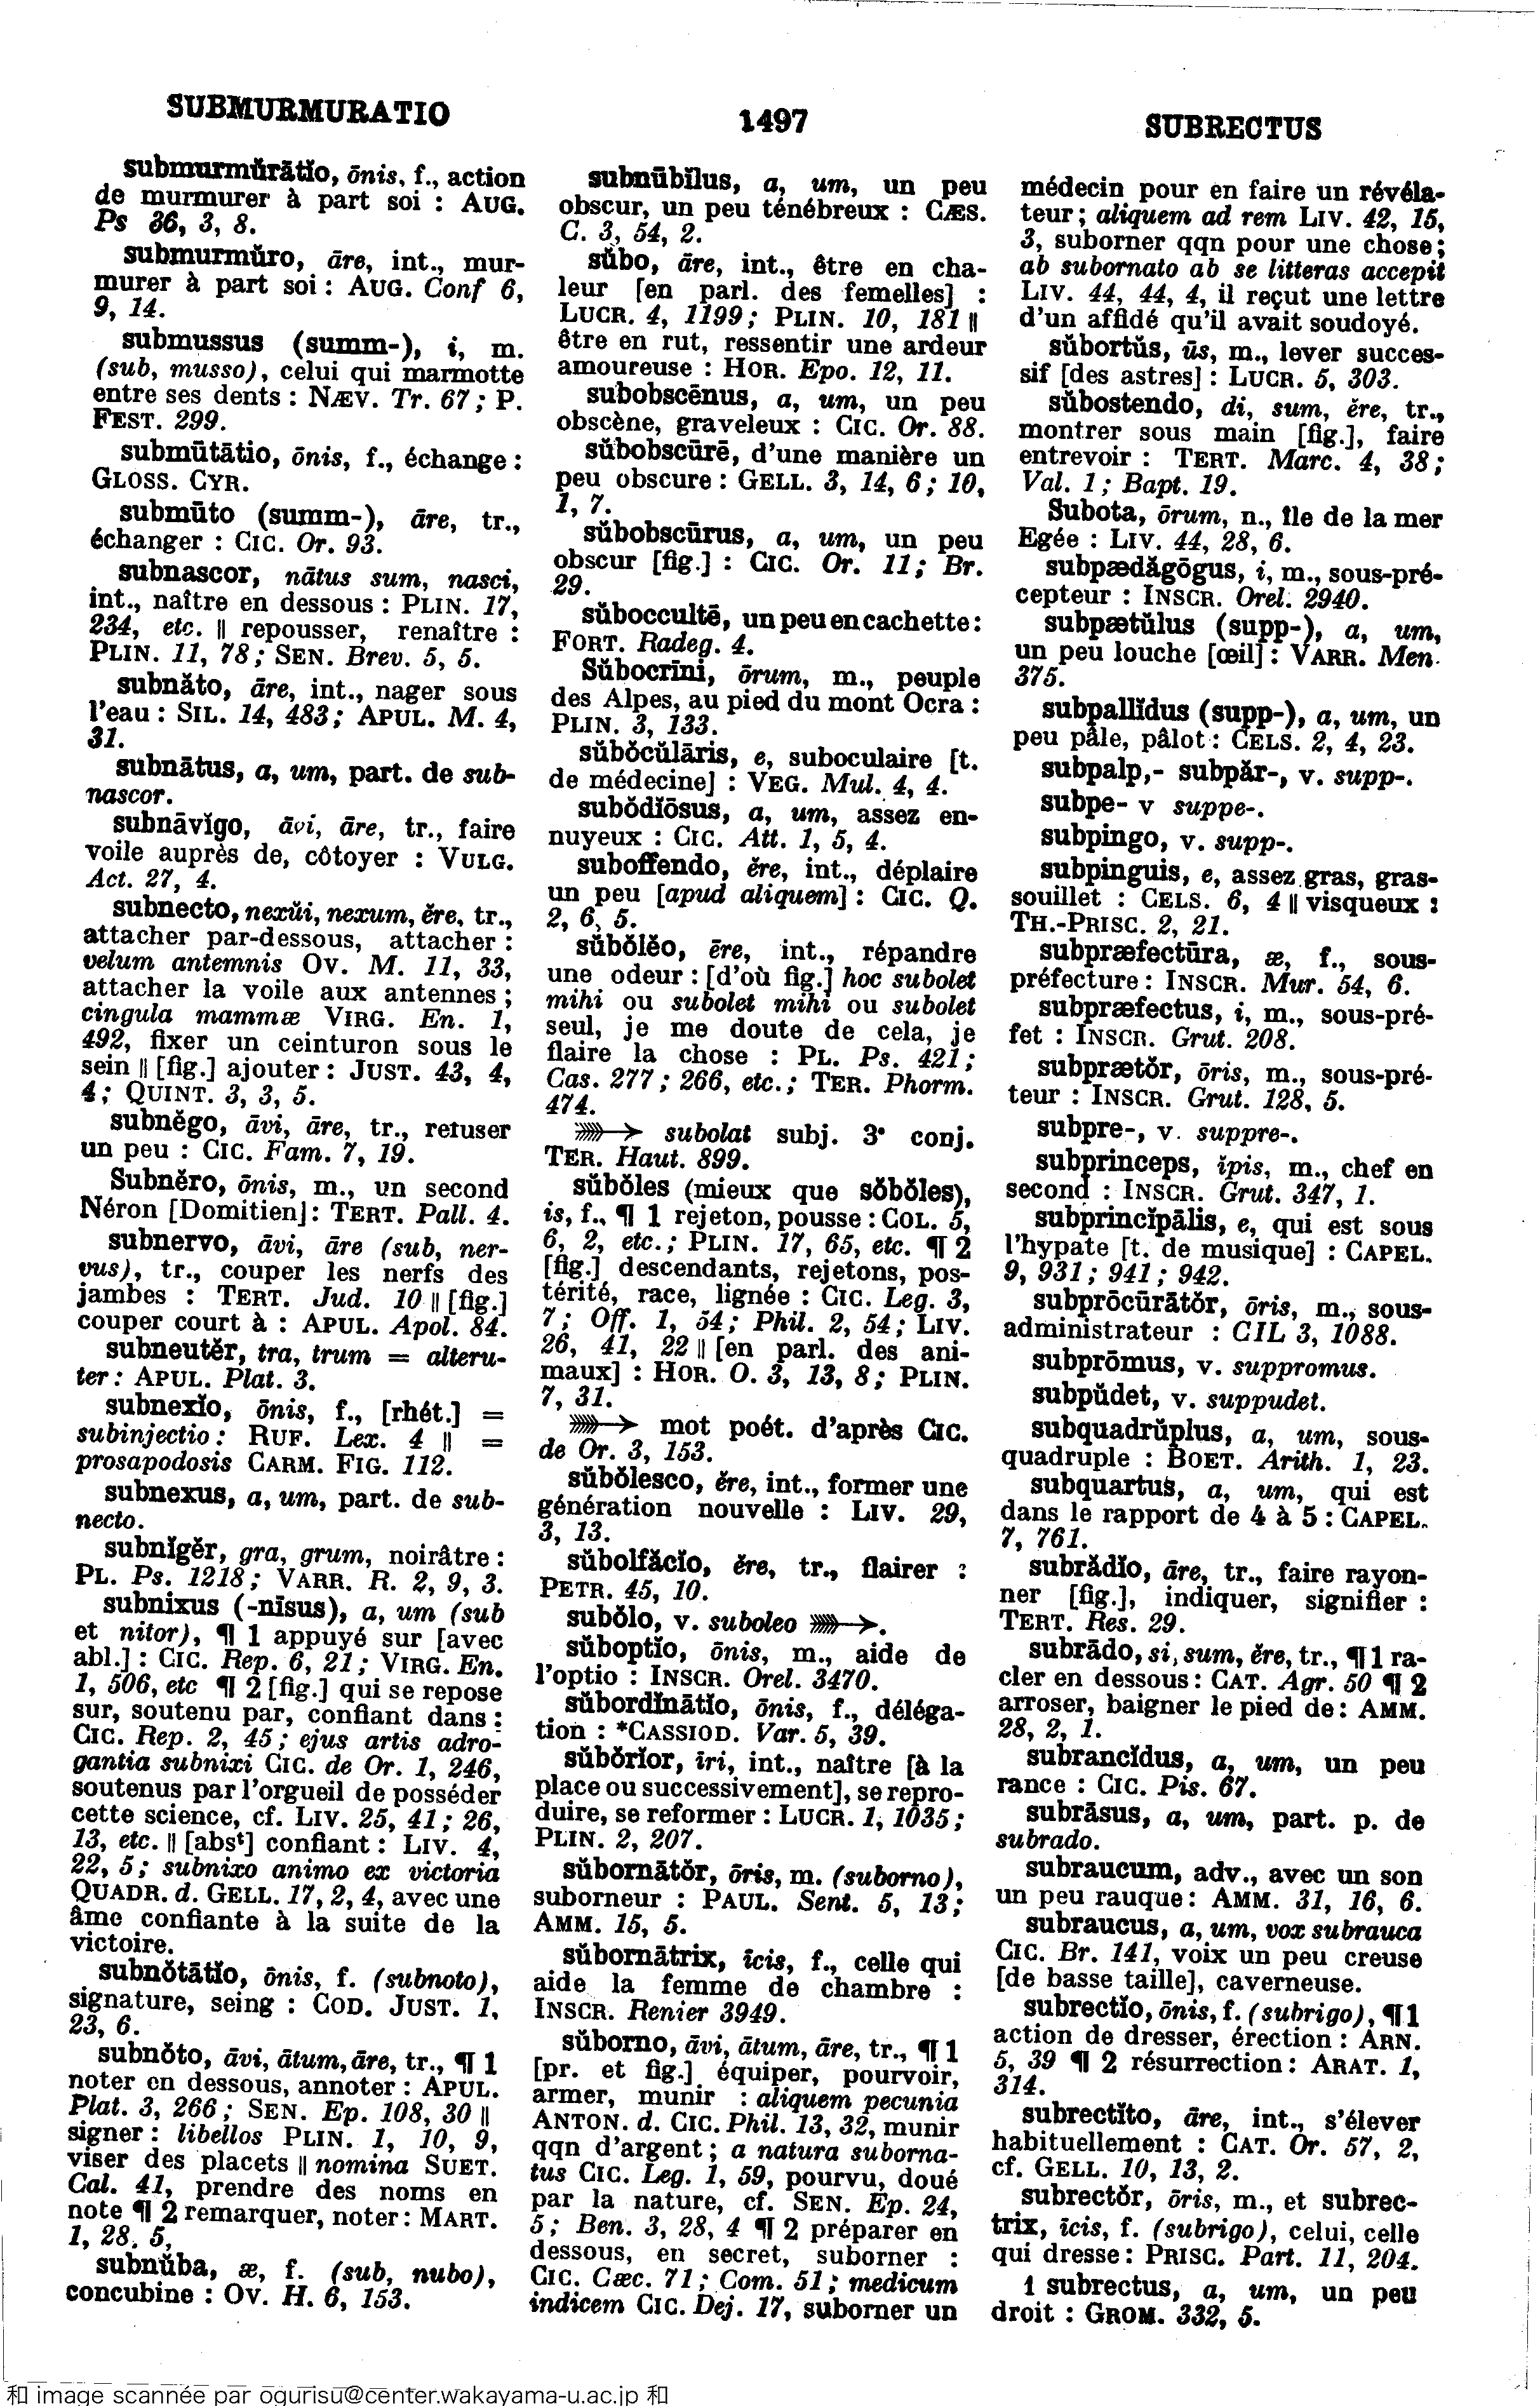 SUBMURMURATIO
1497
SUBRECTUS
submurmŭrātĭo, ōnis, f., action
de murmurer à part soi : AUG.
Ps 36, 3, 8.
submurmŭro, āre, int., mur-
murer à part soi : AUG. Conf 6,
9, 14.
submussus (summ-), i, m.
(sub, musso), celui qui marmotte
entre ses dents : NÆV. Tr. 67 ; P.
FEST. 299.
submūtātio, ōnis, f., échange :
GLOSS. CYR.
submūto (summ-), āre, tr.,
échanger : CIC. Or. 93.
subnascor, nātus sum, nasci,
int., naître en dessous : PLIN. 17,
234, etc. ‖ repousser, renaître :
PLIN. 11, 78 ; SEN. Brev. 5, 5.
subnăto, āre, int., nager sous
l'eau : SIL. 14, 483 ; APUL. M. 4,
31.
subnātus, a, um, part. de sub-
nascor.
subnāvĭgo, āvi, āre, tr., faire
voile auprès de, côtoyer : VULG.
Act. 27, 4.
subnecto, nexŭi, nexum, ĕre, tr.,
attacher par-dessous, attacher :
velum antemnis OV. M. 11, 33,
attacher la voile aux antennes ;
cingula mammæ VIRG. En. 1,
492, fixer un ceinturon sous le
sein ‖ [fig.] ajouter : JUST. 43, 4,
4 ; QUINT. 3, 3, 5.
subnĕgo, āvi, āre, tr., refuser
un peu : CIC. Fam. 7, 19.
Subnĕro, ōnis, m., un second
Néron [Domitien] : TERT. Pall. 4.
subnervo, āvi, āre (sub, ner-
vus), tr., couper les nerfs des
jambes : TERT. Jud. 10 ‖ [fig.]
couper court à : APUL. Apol. 84.
subneutĕr, tra, trum = alteru-
ter : APUL. Plat. 3.
subnexĭo, ōnis, f., [rhét.] =
subinjectio : RUF. Lex. 4 ‖ =
prosapodosis CARM. FIG. 112.
subnexus, a, um, part. de sub-
necto.
subnĭgĕr, gra, grum, noirâtre :
PL. Ps. 1218 ; VARR. R. 2, 9, 3.
subnixus (-nīsus), a, um (sub
et nitor), ¶ 1 appuyé sur [avec
abl.] : CIC. Rep. 6, 21 ; VIRG. En.
1, 506, etc ¶ 2 [fig.] qui se repose
sur, soutenu par, confiant dans :
CIC. Rep. 2, 45 ; ejus artis adro-
gantia subnixi CIC. de Or. 1, 246,
soutenus par l'orgueil de posséder
cette science, cf. LIV. 25, 41 ; 26,
13, etc. ‖ [absᵗ] confiant : LIV. 4,
22, 5 ; subnixo animo ex victoria
QUADR. d. GELL. 17, 2, 4, avec une
âme confiante à la suite de la
victoire.
subnŏtātĭo, ōnis, f. (subnoto),
signature, seing : COD. JUST. 1,
23, 6.
subnŏto, āvi, ātum, āre, tr., ¶ 1
noter en dessous, annoter : APUL.
Plat. 3, 266 ; SEN. Ep. 108, 30 ‖
signer : libellos PLIN. 1, 10, 9,
viser des placets ‖ nomina SUET.
Cal. 41, prendre des noms en
note ¶ 2 remarquer, noter : MART.
1, 28, 5,
subnŭba, æ, f. (sub, nubo),
concubine : OV. H. 6, 153.
subnūbĭlus, a, um, un peu
obscur, un peu ténébreux : CÆS.
C. 3, 54, 2.
sŭbo, āre, int., être en cha-
leur [en parl. des femelles] :
LUCR. 4, 1199 ; PLIN. 10, 181 ‖
être en rut, ressentir une ardeur
amoureuse : HOR. Epo. 12, 11.
subobscēnus, a, um, un peu
obscène, graveleux : CIC. Or. 88.
sŭbobscūrē, d'une manière un
peu obscure : GELL. 3, 14, 6 ; 10,
1, 7.
sŭbobscūrus, a, um, un peu
obscur [fig.] : CIC. Or. 11 ; Br.
29.
sŭboccultē, un peu en cachette :
FORT. Radeg. 4.
Sŭbocrīni, ōrum, m., peuple
des Alpes, au pied du mont Ocra :
PLIN. 3, 133.
sŭbŏcŭlāris, e, suboculaire [t.
de médecine] : VEG. Mul. 4, 4.
subŏdĭōsus, a, um, assez en-
nuyeux : CIC. Att. 1, 5, 4.
suboffendo, ĕre, int., déplaire
un peu [apud aliquem] : CIC. Q.
2, 6, 5.
sŭbŏlĕo, ēre, int., répandre
une odeur : [d'où fig.] hoc subolet
mihi ou subolet mihi ou subolet
seul, je me doute de cela, je
flaire la chose : PL. Ps. 421 ;
Cas. 277 ; 266, etc. ; TER. Phorm.
474.
⟶ subolat subj. 3ᵉ conj.
TER. Haut. 899.
sŭbŏles (mieux que sŏbŏles),
is, f., ¶ 1 rejeton, pousse : COL. 5,
6, 2, etc. ; PLIN. 17, 65, etc. ¶ 2
[fig.] descendants, rejetons, pos-
térité, race, lignée : CIC. Leg. 3,
7 ; Off. 1, 54 ; Phil. 2, 54 ; LIV.
26, 41, 22 ‖ [en parl. des ani-
maux] : HOR. O. 3, 13, 8 ; PLIN.
7, 31.
⟶ mot poét. d'après CIC.
de Or. 3, 153.
sŭbŏlesco, ĕre, int., former une
génération nouvelle : LIV. 29,
3, 13.
sŭbolfăcĭo, ĕre, tr., flairer :
PETR. 45, 10.
subŏlo, v. suboleo ⟶.
sŭboptĭo, ōnis, m., aide de
l'optio : INSCR. Orel. 3470.
sŭbordĭnātĭo, ōnis, f., déléga-
tion : *CASSIOD. Var. 5, 39.
sŭbŏrĭor, īri, int., naître [à la
place ou successivement], se repro-
duire, se reformer : LUCR. 1, 1035 ;
PLIN. 2, 207.
sŭbornātŏr, ōris, m. (suborno),
suborneur : PAUL. Sent. 5, 13 ;
AMM. 15, 5.
sŭbornātrix, īcis, f., celle qui
aide la femme de chambre :
INSCR. Renier 3949.
sŭborno, āvi, ātum, āre, tr., ¶ 1
[pr. et fig.] équiper, pourvoir,
armer, munir : aliquem pecunia
ANTON. d. CIC. Phil. 13, 32, munir
qqn d'argent ; a natura suborna-
tus CIC. Leg. 1, 59, pourvu, doué
par la nature, cf. SEN. Ep. 24,
5 ; Ben. 3, 28, 4 ¶ 2 préparer en
dessous, en secret, suborner :
CIC. Cæc. 71 ; Com. 51 ; medicum
indicem CIC. Dej. 17, suborner un
médecin pour en faire un révéla-
teur ; aliquem ad rem LIV. 42, 15,
3, suborner qqn pour une chose ;
ab subornato ab se litteras accepit
LIV. 44, 44, 4, il reçut une lettre
d'un affidé qu'il avait soudoyé.
sŭbortŭs, ūs, m., lever succes-
sif [des astres] : LUCR. 5, 303.
sŭbostendo, di, sum, ĕre, tr.,
montrer sous main [fig.], faire
entrevoir : TERT. Marc. 4, 38 ;
Val. 1 ; Bapt. 19.
Subota, ōrum, n., île de la mer
Egée : LIV. 44, 28, 6.
subpædăgōgus, i, m., sous-pré-
cepteur : INSCR. Orel. 2940.
subpætŭlus (supp-), a, um,
un peu louche [œil] : VARR. Men.
375.
subpallĭdus (supp-), a, um, un
peu pâle, pâlot : CELS. 2, 4, 23.
subpalp,- subpăr-, v. supp-.
subpe- v suppe-.
subpingo, v. supp-.
subpinguis, e, assez gras, gras-
souillet : CELS. 6, 4 ‖ visqueux :
TH.-PRISC. 2, 21.
subpræfectūra, æ, f., sous-
préfecture : INSCR. Mur. 54, 6.
subpræfectus, i, m., sous-pré-
fet : INSCR. Grut. 208.
subprætŏr, ōris, m., sous-pré-
teur : INSCR. Grut. 128, 5.
subpre-, v. suppre-.
subprinceps, ĭpis, m., chef en
second : INSCR. Grut. 347, 1.
subprincĭpālis, e, qui est sous
l'hypate [t. de musique] : CAPEL.
9, 931 ; 941 ; 942.
subprōcūrātŏr, ōris, m., sous-
administrateur : CIL 3, 1088.
subprōmus, v. suppromus.
subpŭdet, v. suppudet.
subquadrŭplus, a, um, sous-
quadruple : BOET. Arith. 1, 23.
subquartus, a, um, qui est
dans le rapport de 4 à 5 : CAPEL.
7, 761.
subrădĭo, āre, tr., faire rayon-
ner [fig.], indiquer, signifier :
TERT. Res. 29.
subrādo, si, sum, ĕre, tr., ¶ 1 ra-
cler en dessous : CAT. Agr. 50 ¶ 2
arroser, baigner le pied de : AMM.
28, 2, 1.
subrancĭdus, a, um, un peu
rance : CIC. Pis. 67.
subrāsus, a, um, part. p. de
subrado.
subraucum, adv., avec un son
un peu rauque : AMM. 31, 16, 6.
subraucus, a, um, vox subrauca
CIC. Br. 141, voix un peu creuse
[de basse taille], caverneuse.
subrectĭo, ōnis, f. (subrigo), ¶ 1
action de dresser, érection : ARN.
5, 39 ¶ 2 résurrection : ARAT. 1,
314.
subrectĭto, āre, int., s'élever
habituellement : CAT. Or. 57, 2,
cf. GELL. 10, 13, 2.
subrectŏr, ōris, m., et subrec-
trix, īcis, f. (subrigo), celui, celle
qui dresse : PRISC. Part. 11, 204.
1 subrectus, a, um, un peu
droit : GROM. 332, 5.
和 image scannée par ogurisu@center.wakayama-u.ac.jp 和